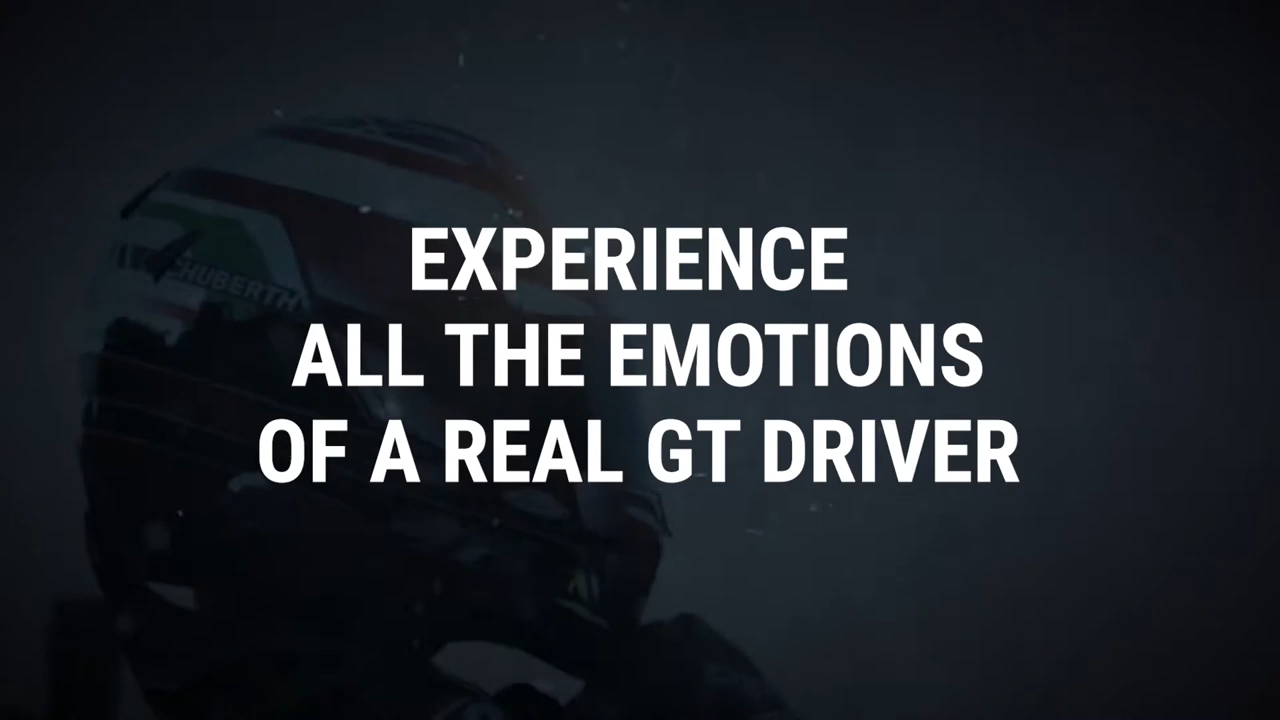 EXPERIENCE
ALL THE EMOTIONS
OF A REAL GT DRIVER